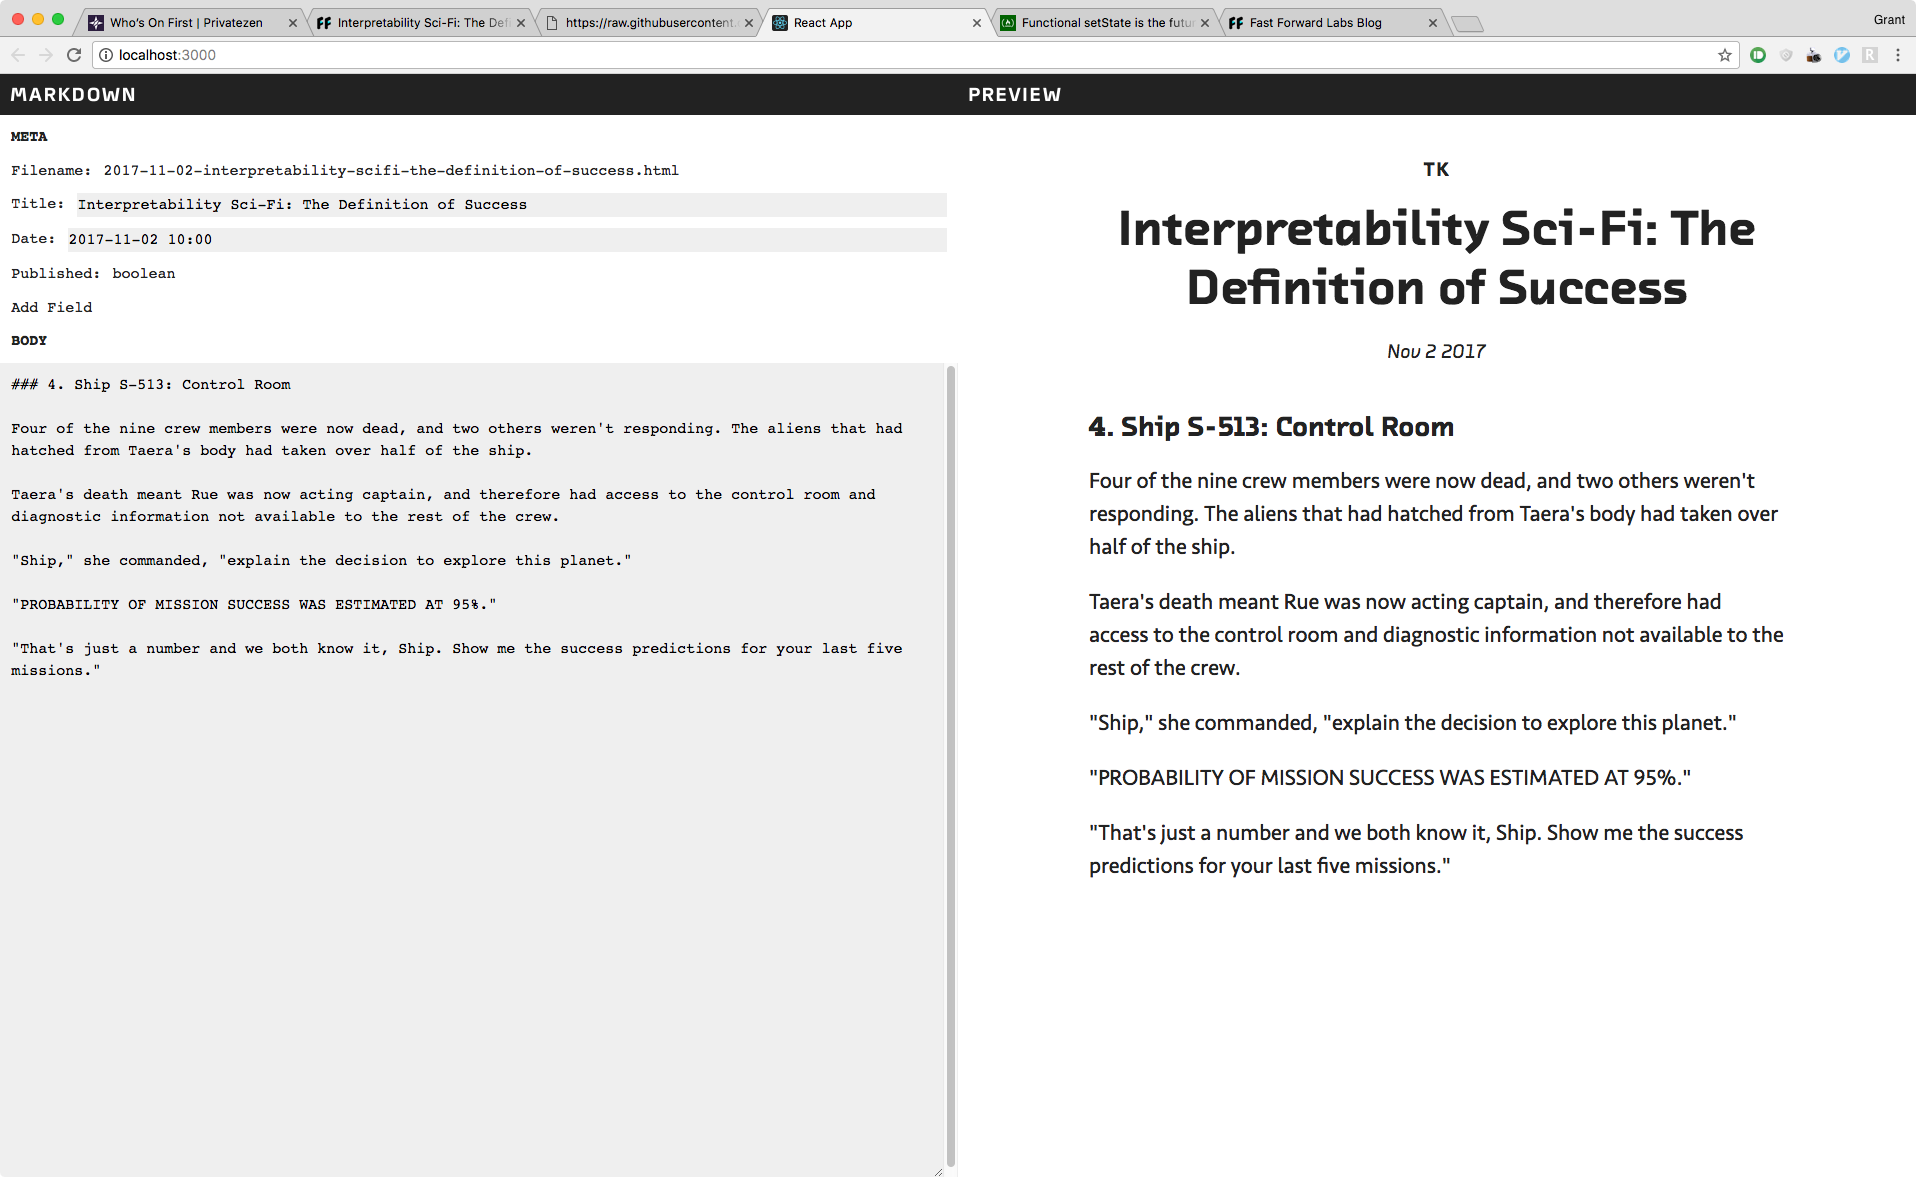 Who's On First | Privatezen
Interpretability Sci-Fi: The Defi
https://raw.githubusercontent.
React App
Functional setState is the futu
Fast Forward Labs Blog
Grant
localhost:3000
MARKDOWN
PREVIEW
META
Filename: 2017-11-02-interpretability-scifi-the-definition-of-success.html
Title: Interpretability Sci-Fi: The Definition of Success
Date: 2017-11-02 10:00
Published: boolean
Add Field
BODY
### 4. Ship S-513: Control Room
Four of the nine crew members were now dead, and two others weren't responding. The aliens that had
hatched from Taera's body had taken over half of the ship.
Taera's death meant Rue was now acting captain, and therefore had access to the control room and
diagnostic information not available to the rest of the crew.
"Ship," she commanded, "explain the decision to explore this planet."
"PROBABILITY OF MISSION SUCCESS WAS ESTIMATED AT 95%."
"That's just a number and we both know it, Ship. Show me the success predictions for your last five
missions."
TK
Interpretability Sci-Fi: The
Definition of Success
Nov 2 2017
4. Ship S-513: Control Room
Four of the nine crew members were now dead, and two others weren't
responding. The aliens that had hatched from Taera's body had taken over
half of the ship.
Taera's death meant Rue was now acting captain, and therefore had
access to the control room and diagnostic information not available to the
rest of the crew.
"Ship," she commanded, "explain the decision to explore this planet."
"PROBABILITY OF MISSION SUCCESS WAS ESTIMATED AT 95%."
"That's just a number and we both know it, Ship. Show me the success
predictions for your last five missions."